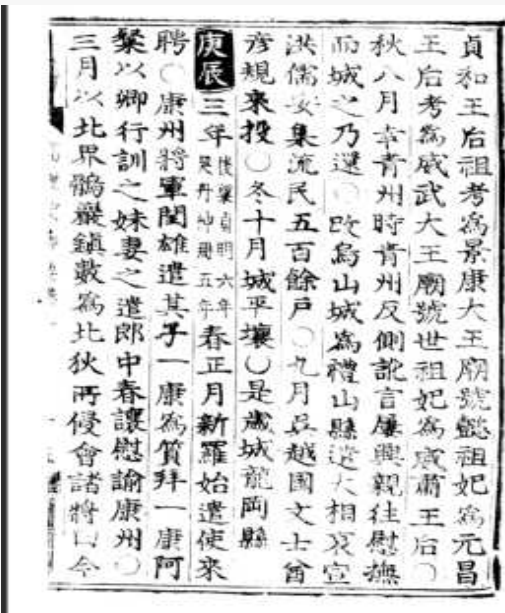 貞和王后祖考爲景康大王廟號懿祖妃爲元昌
王后考爲威武大王廟號世祖妃爲威肅王后〇
秋八月幸青州時青州反側訛言屢興親往慰撫
而城之乃還〇改烏山城爲禮山縣遣大相哀宣
洪儒安集流民五百餘戶〇九月吳越國文士酋
彦規來投〇冬十月城平壤〇是歲城龍岡縣
庚辰三年後梁貞明六年契丹神冊五年春正月新羅始遣使來
聘〇康州將軍閏雄遣其子一康爲質拜一康阿
粲以卿行訓之妹妻之遣郎中春讓慰諭康州〇
三月以北界鶻巖鎮數爲北狄所侵會諸將曰今